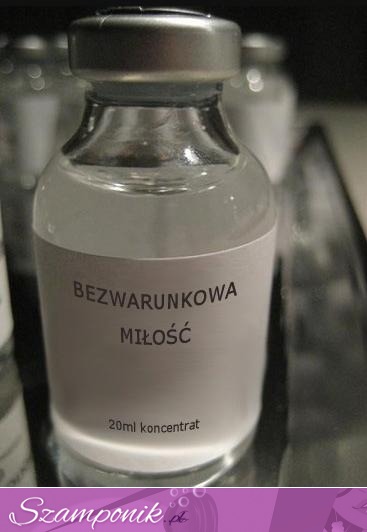 BEZWARUNKOWA
MIŁOŚĆ
20ml koncentrat
Szamponik.pl